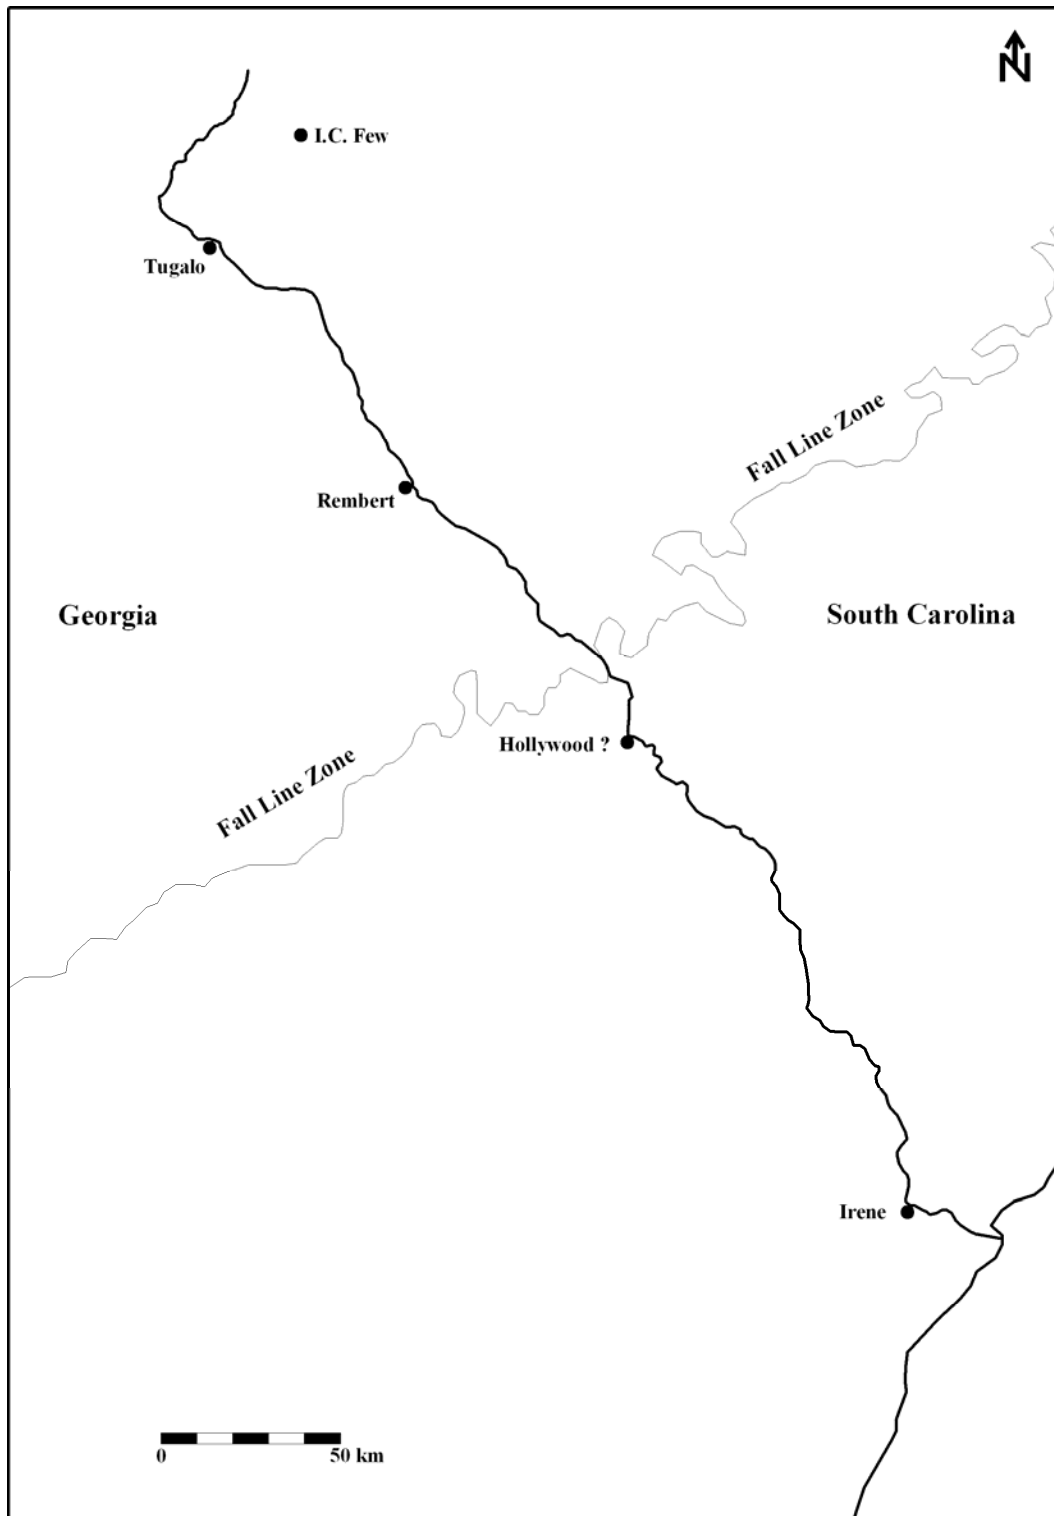 N
I.C. Few
Tugalo
Fall Line Zone
Rembert
Georgia
South Carolina
Hollywood ?
Fall Line Zone
Irene
0
50 km